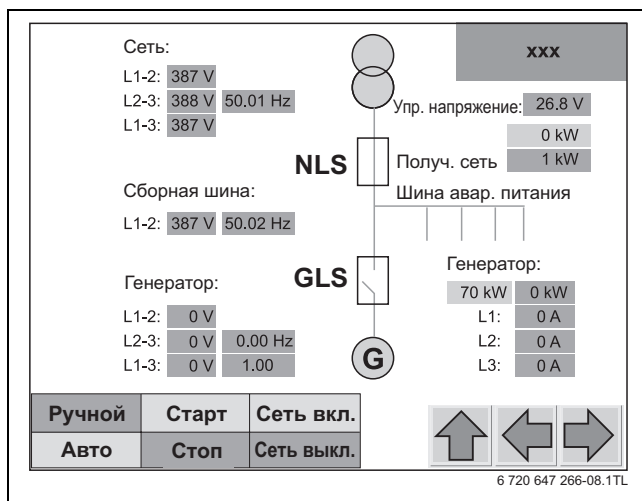 Сеть:
xxx
L1-2: 387 V
L2-3: 388 V 50.01 Hz
L1-3: 387 V
Упр. напряжение: 26.8 V
0 kW
NLS
Получ. сеть 1 kW
Сборная шина:
Шина авар. питания
L1-2: 387 V 50.02 Hz
Генератор:
GLS
Генератор:
70 kW 0 kW
L1-2: 0 V
L1: 0 A
L2-3: 0 V 0.00 Hz
L2: 0 A
L1-3: 0 V 1.00
G
L3: 0 A
Ручной Старт Сеть вкл.
Авто Стоп Сеть выкл.
6 720 647 266-08.1TL